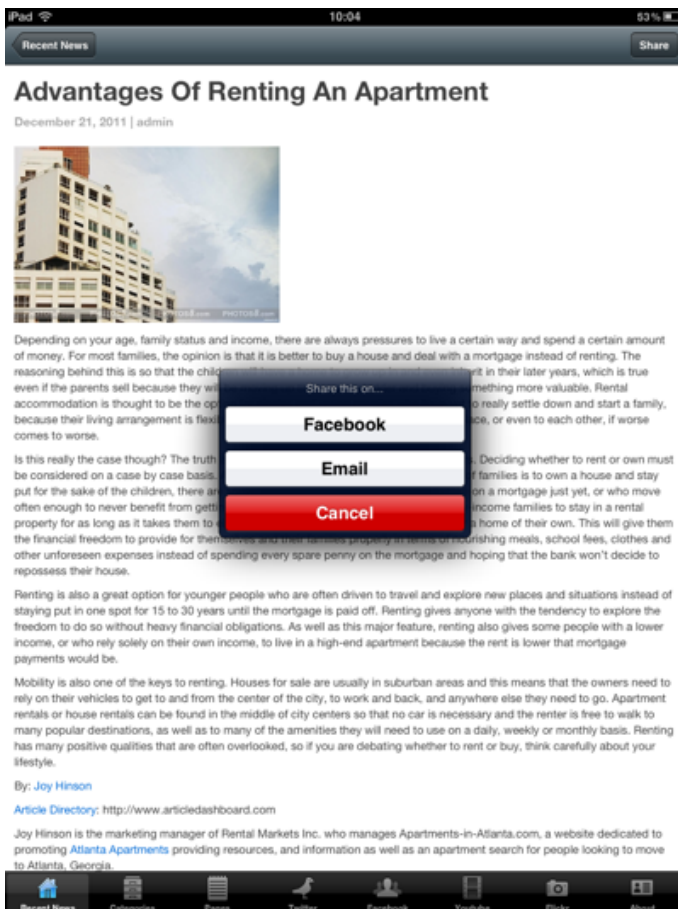 iPad
10:04
53%
Recent News
Share
Advantages Of Renting An Apartment
December 21, 2011 | admin
Depending on your age, family status and income, there are always pressures to live a certain way and spend a certain amount
of money. For most families, the opinion is that it is better to buy a house and deal with a mortgage instead of renting. The
reasoning behind this is so that the child rit in their later years, which is true
even if the parents sell because they wil mething more valuable. Rental
accommodation is thought to be the op o really settle down and start a family,
because their living arrangement is flexi ce, or even to each other, if worse
comes to worse.
Share this on...
Facebook
Email
Cancel
Is this really the case though? The truth . Deciding whether to rent or own must
be considered on a case by case basis. f families is to own a house and stay
put for the sake of the children, there ar on a mortgage just yet, or who move
often enough to never benefit from getti income families to stay in a rental
property for as long as it takes them to a home of their own. This will give them
the financial freedom to provide for themselves and their families properly in terms of nourishing meals, school fees, clothes and
other unforeseen expenses instead of spending every spare penny on the mortgage and hoping that the bank won't decide to
repossess their house.
Renting is also a great option for younger people who are often driven to travel and explore new places and situations instead of
staying put in one spot for 15 to 30 years until the mortgage is paid off. Renting gives anyone with the tendency to explore the
freedom to do so without heavy financial obligations. As well as this major feature, renting also gives some people with a lower
income, or who rely solely on their own income, to live in a high-end apartment because the rent is lower that mortgage
payments would be.
Mobility is also one of the keys to renting. Houses for sale are usually in suburban areas and this means that the owners need to
rely on their vehicles to get to and from the center of the city, to work and back, and anywhere else they need to go. Apartment
rentals or house rentals can be found in the middle of city centers so that no car is necessary and the renter is free to walk to
many popular destinations, as well as to many of the amenities they will need to use on a daily, weekly or monthly basis. Renting
has many positive qualities that are often overlooked, so if you are debating whether to rent or buy, think carefully about your
lifestyle.
By: Joy Hinson
Article Directory: http://www.articledashboard.com
Joy Hinson is the marketing manager of Rental Markets Inc. who manages Apartments-in-Atlanta.com, a website dedicated to
promoting Atlanta Apartments providing resources, and information as well as an apartment search for people looking to move
to Atlanta, Georgia.
Recent News
Categories
Pages
Twitter
Facebook
Youtube
Flickr
About